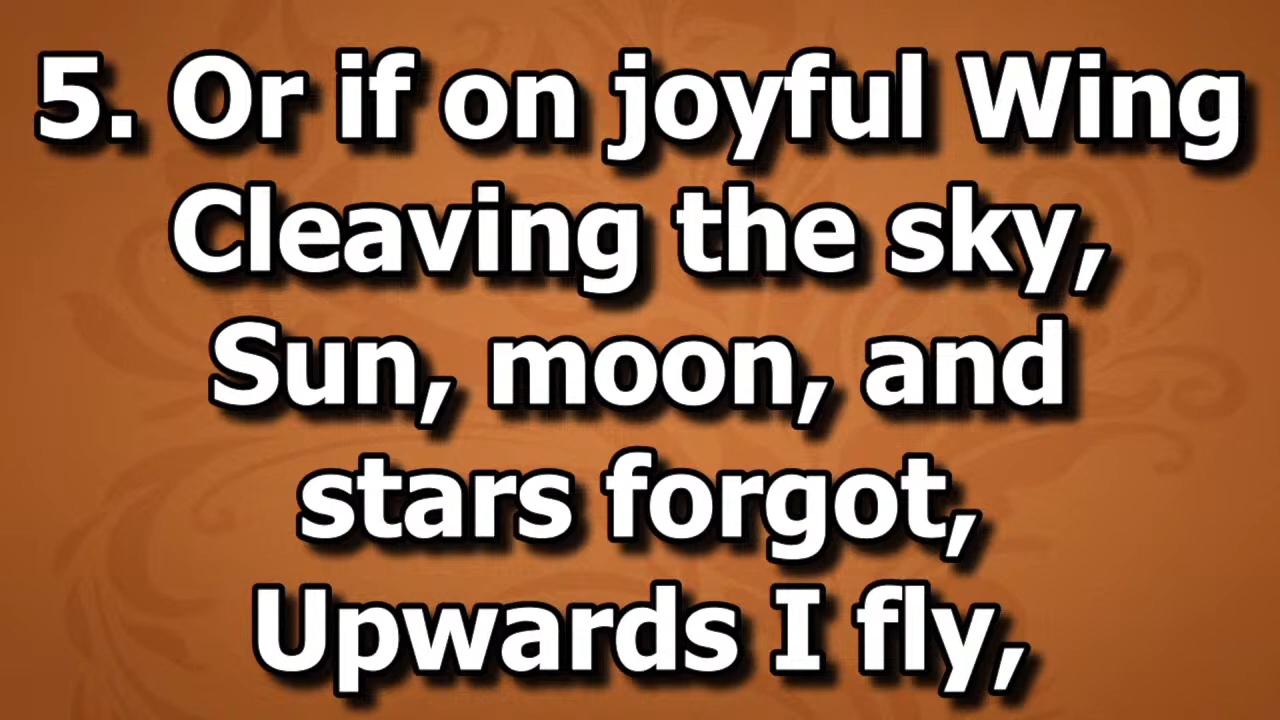 5. Or if on joyful Wing
Cleaving the sky,
Sun, moon, and
stars forgot,
Upwards I fly,